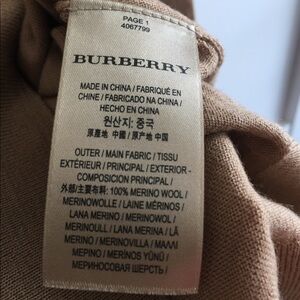 PAGE 1
4067799
BURBERRY
MADE IN CHINA / FABRIQUÉ EN
CHINE / FABRICADO NA CHINA /
HECHO EN CHINA
원산지: 중국
原產地 中國 / 原产地 中国
OUTER / MAIN FABRIC / TISSU
EXTÉRIEUR / PRINCIPAL / EXTERIOR -
COMPOSICION PRINCIPAL /
外部/主要布料: 100% MERINO WOOL /
MERINOWOLLE / LAINE MÉRINOS /
LANA MERINO / MERINOWOL /
MERINOULL / LANA MERINA / LÃ
MERINO / MERINOVILLA / ΜΑΛΛΙ
ΜΕΡΙΝΟ / MERİNOS YÜNÜ /
МЕРИНОСОВАЯ ШЕРСТЬ /